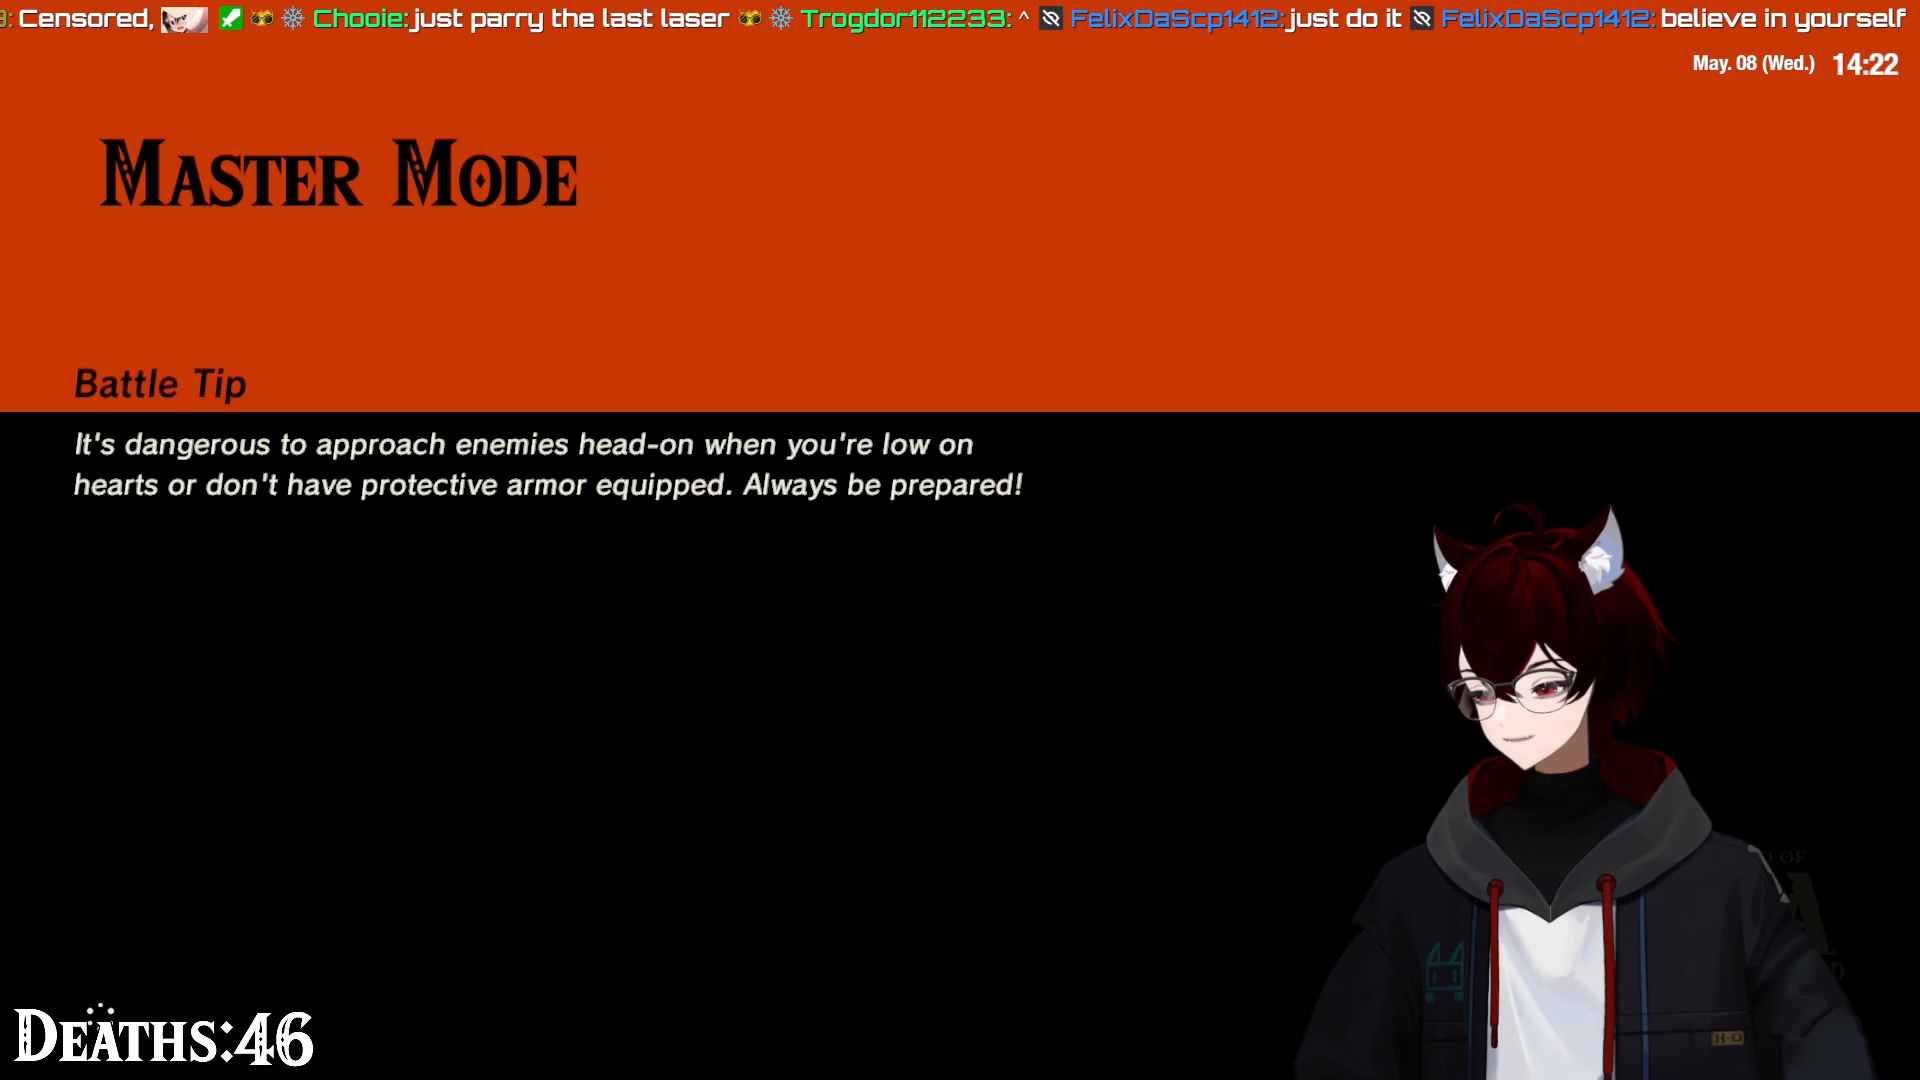 Censored, Chooie: just parry the last laser Trogdor112233: ^ FelixDaScp1412: just do it FelixDaScp1412: believe in yourself
May. 08 (Wed.) 14:22
Master Mode
Battle Tip
It's dangerous to approach enemies head-on when you're low on
hearts or don't have protective armor equipped. Always be prepared!
OF
A
D
H-O
Deaths:46